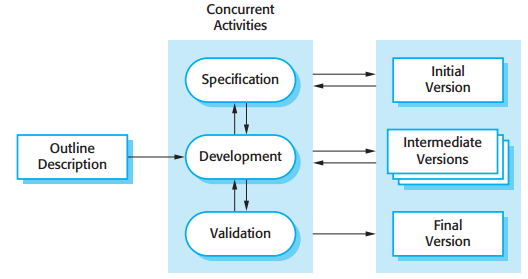 Concurrent
Activities
Specification
Initial
Version
Outline
Description
Development
Intermediate
Versions
Validation
Final
Version